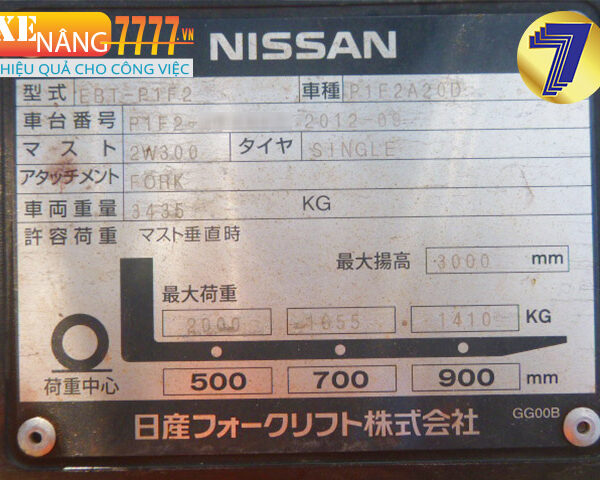 XE NÂNG7777.VN
HIỆU QUẢ CHO CÔNG VIỆC
NISSAN
7
型式 EBT-P1F2 車種 P1F2A20D
車台番号 P1F2- 2012-09
マスト 2W300 タイヤ SINGLE
アタッチメント FORK
車両重量 3435 KG
許容荷重 マスト垂直時
最大揚高 3000 mm
最大荷重
2000 1655 1410 KG
荷重中心 500 700 900 mm
日産フォークリフト株式会社 GG00B